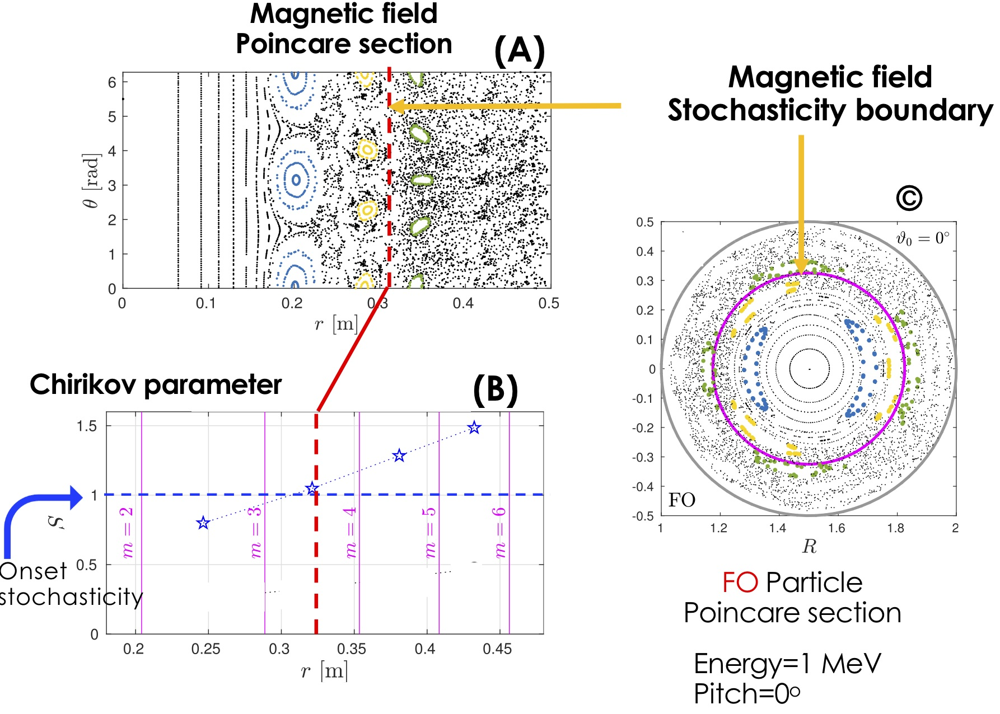 Magnetic field
Poincare section
(A)
6
5
4
3
2
1
0
θ [rad]
0
0.1
0.2
0.3
0.4
0.5
r [m]
Magnetic field
Stochasticity boundary
©
ϑ₀ = 0°
0.5
0.4
0.3
0.2
0.1
0
-0.1
-0.2
-0.3
-0.4
-0.5
FO
1
1.2
1.4
1.6
1.8
2
R
Chirikov parameter
(B)
1.5
1
0.5
0
S
m = 2
m = 3
m = 4
m = 5
m = 6
Onset
stochasticity
0.2
0.25
0.3
0.35
0.4
0.45
r [m]
FO Particle
Poincare section
Energy=1 MeV
Pitch=0°